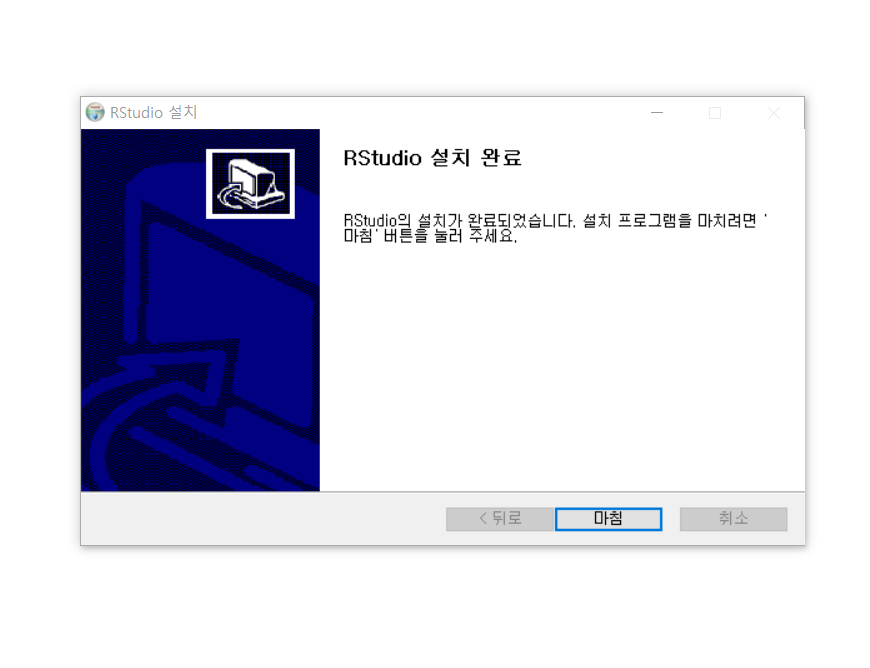 RStudio 설치
RStudio 설치 완료
RStudio의 설치가 완료되었습니다. 설치 프로그램을 마치려면 '
마침' 버튼을 눌러 주세요.
< 뒤로
마침
취소